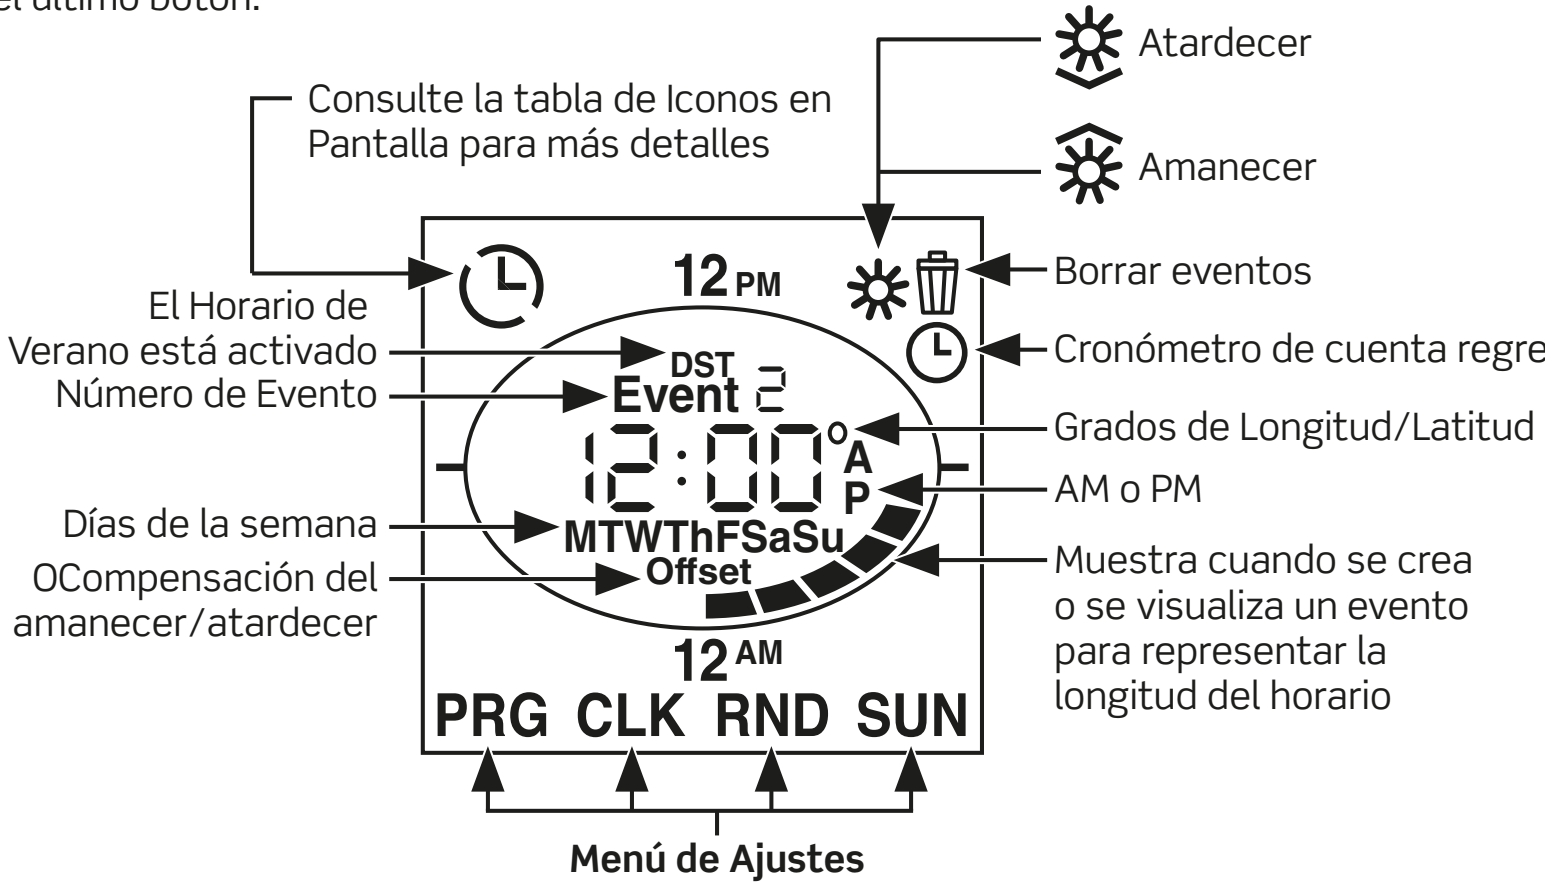 el último botón.
Atardecer
Consulte la tabla de Iconos en
Pantalla para más detalles
Amanecer
12 PM
Borrar eventos
El Horario de
Verano está activado
Número de Evento
DST
Event 2
Cronómetro de cuenta regre
12:00°
A
P
Grados de Longitud/Latitud
AM o PM
Días de la semana
MTWThFSaSu
OCompensación del
amanecer/atardecer
Offset
Muestra cuando se crea
o se visualiza un evento
para representar la
longitud del horario
12 AM
PRG CLK RND SUN
Menú de Ajustes